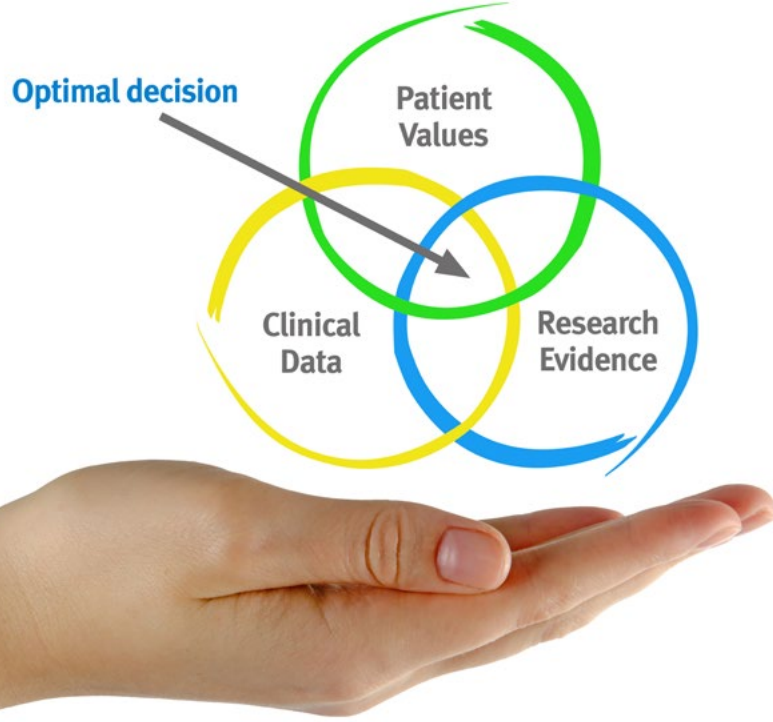 Optimal decision
Patient
Values
Clinical
Data
Research
Evidence